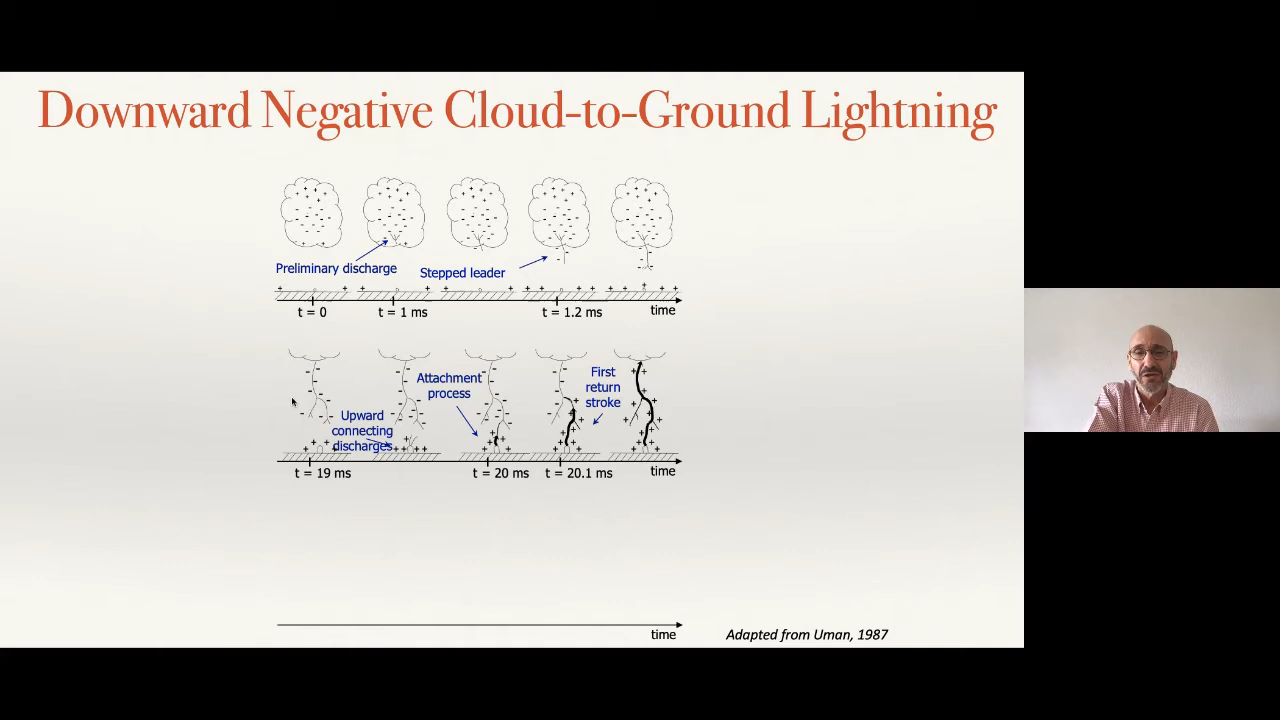 Downward Negative Cloud-to-Ground Lightning
Preliminary discharge
Stepped leader
t = 0
t = 1 ms
t = 1.2 ms
time
Attachment
process
First
return
stroke
Upward
connecting
discharges
t = 19 ms
t = 20 ms
t = 20.1 ms
time
time
Adapted from Uman, 1987